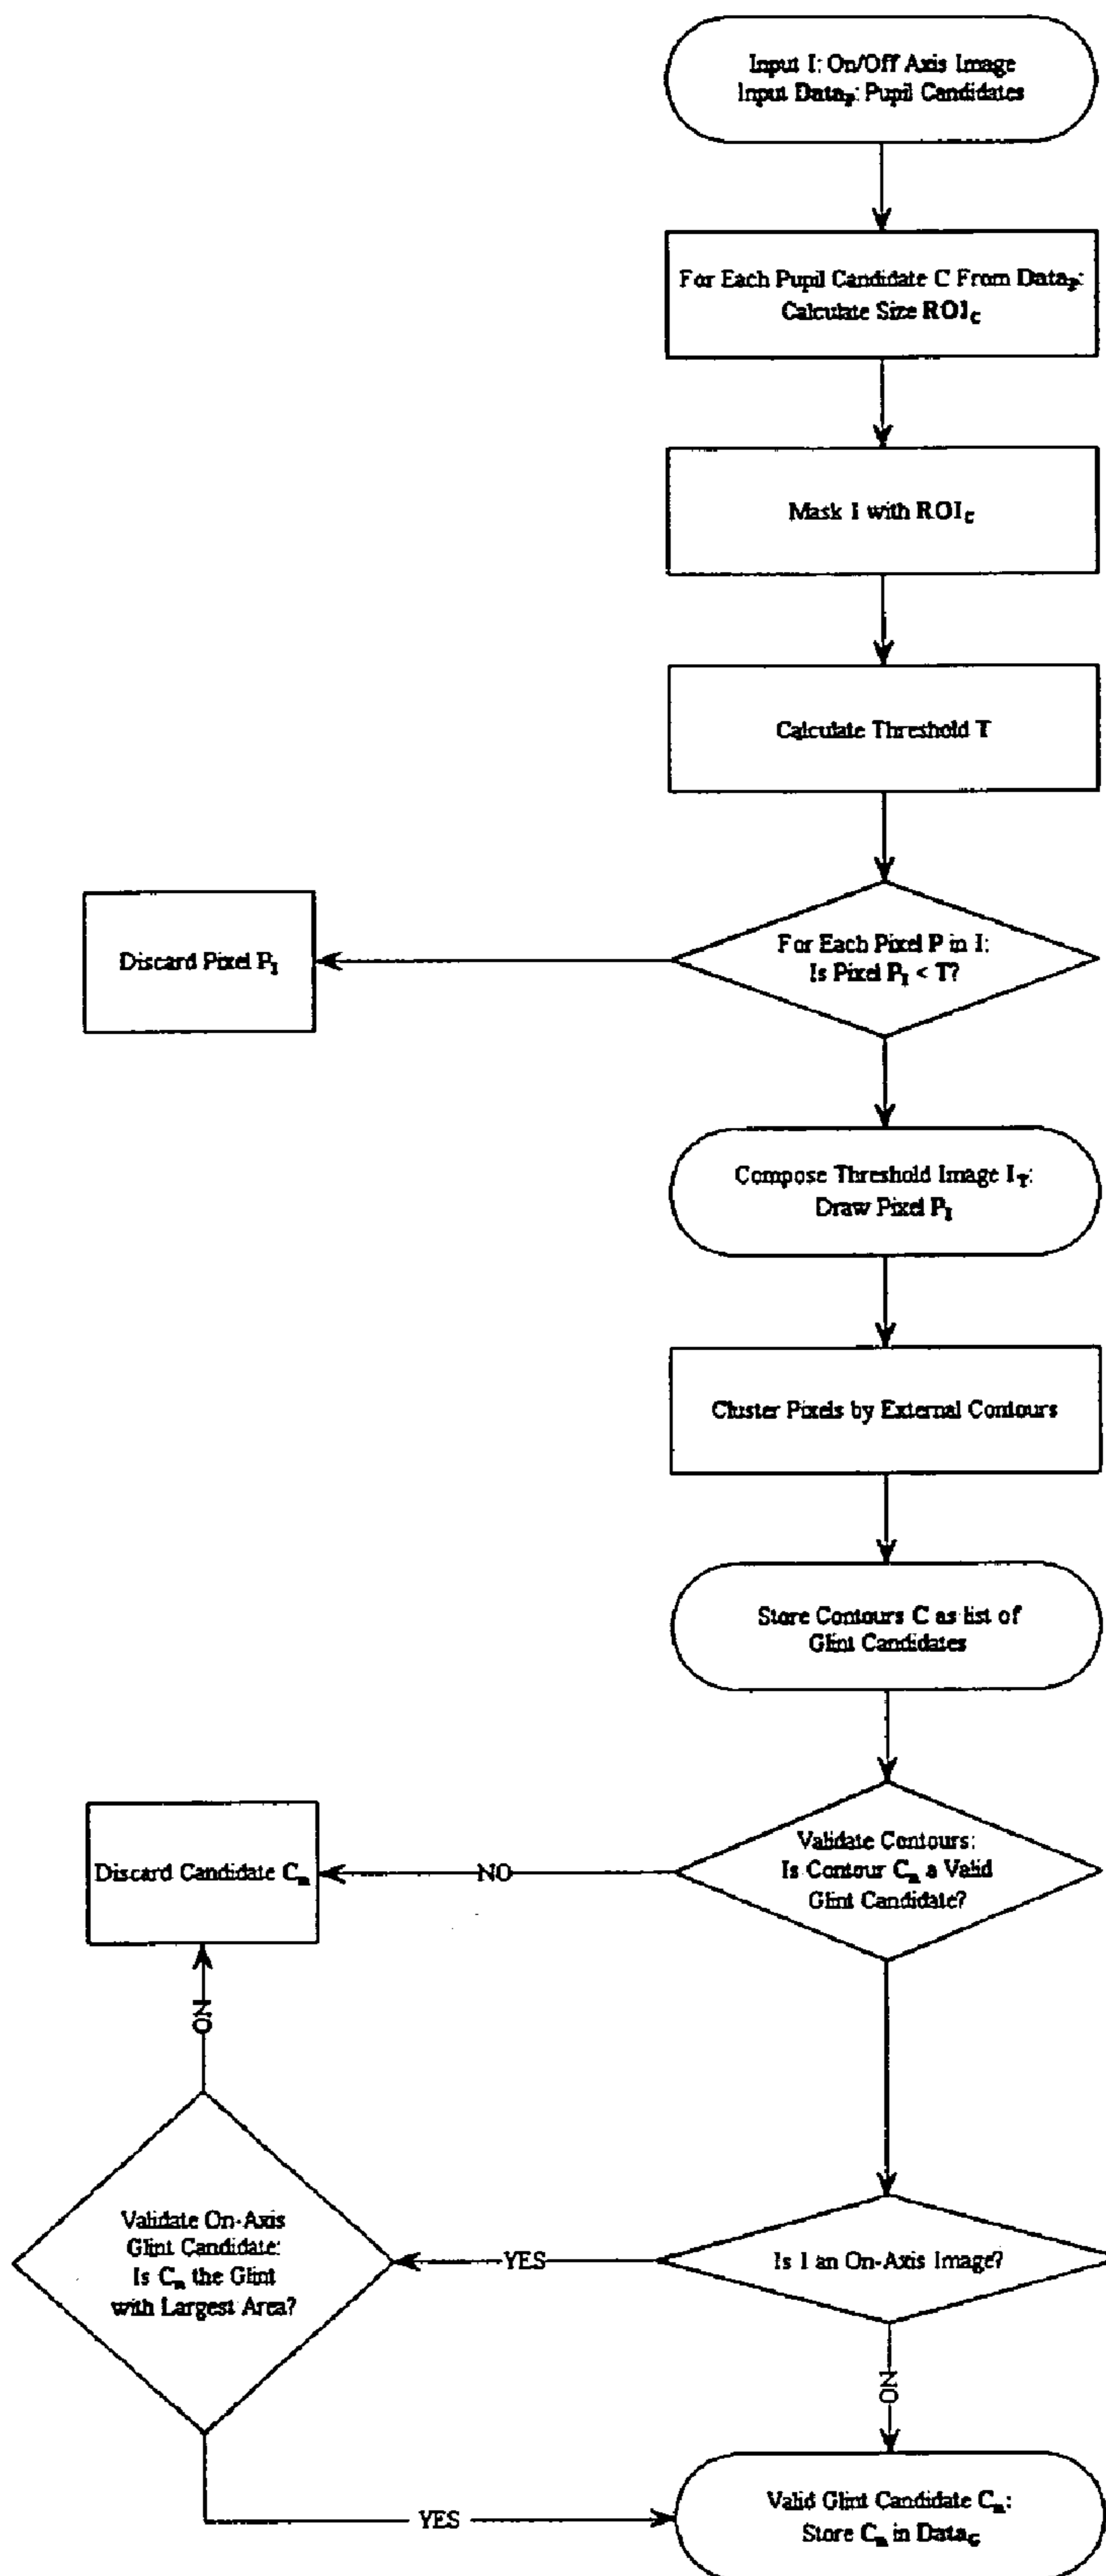 Input I: On/Off Axis Image
Input Data_P: Pupil Candidates
For Each Pupil Candidate C From Data_P:
Calculate Size ROI_C
Mask I with ROI_C
Calculate Threshold T
For Each Pixel P in I:
Is Pixel P_I < T?
Discard Pixel P_I
Compose Threshold Image I_T:
Draw Pixel P_I
Cluster Pixels by External Contours
Store Contours C as list of
Glint Candidates
Validate Contours:
Is Contour C_n a Valid
Glint Candidate?
NO
Discard Candidate C_n
NO
Is I an On-Axis Image?
YES
Validate On-Axis
Glint Candidate:
Is C_n the Glint
with Largest Area?
NO
YES
Valid Glint Candidate C_n:
Store C_n in Data_G